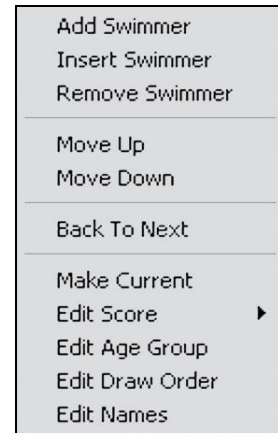 Add Swimmer
Insert Swimmer
Remove Swimmer
Move Up
Move Down
Back To Next
Make Current
Edit Score
Edit Age Group
Edit Draw Order
Edit Names